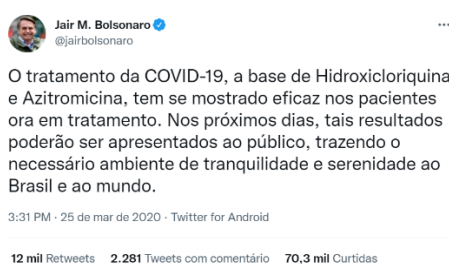 Jair M. Bolsonaro
@jairbolsonaro
O tratamento da COVID-19, a base de Hidroxicloriquina
e Azitromicina, tem se mostrado eficaz nos pacientes
ora em tratamento. Nos próximos dias, tais resultados
poderão ser apresentados ao público, trazendo o
necessário ambiente de tranquilidade e serenidade ao
Brasil e ao mundo.
3:31 PM · 25 de mar de 2020 · Twitter for Android
12 mil Retweets 2.281 Tweets com comentário 70,3 mil Curtidas